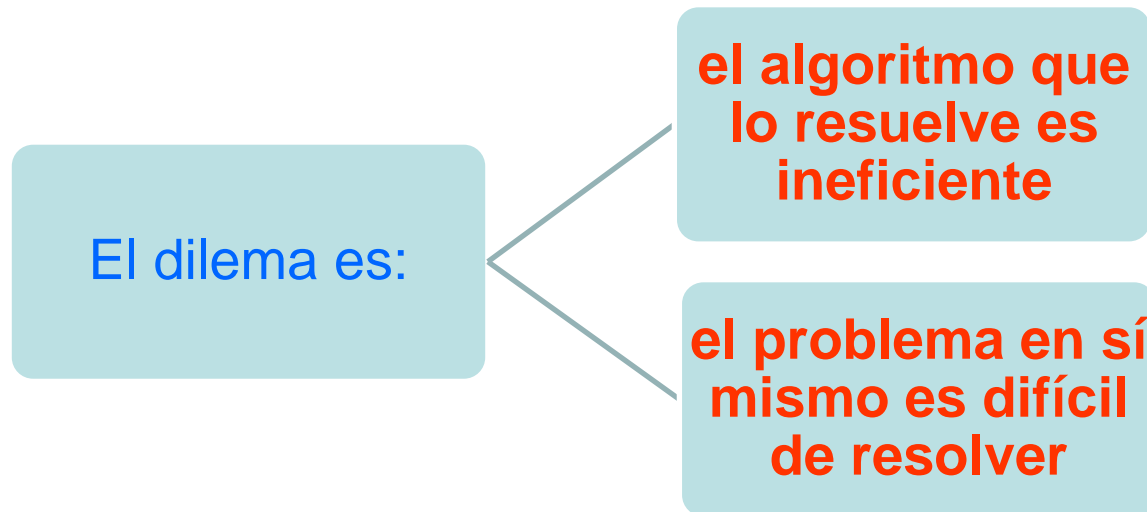 El dilema es:
el algoritmo que
lo resuelve es
ineficiente
el problema en sí
mismo es difícil
de resolver